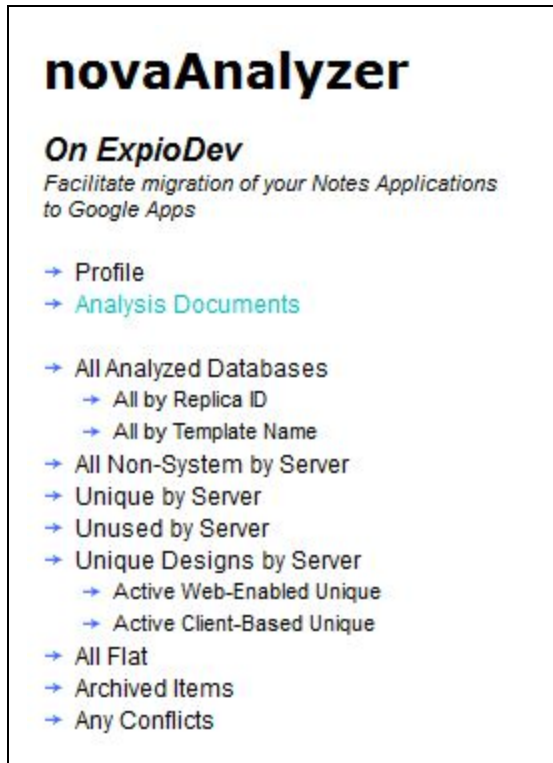 novaAnalyzer
On ExpioDev
Facilitate migration of your Notes Applications
to Google Apps
Profile
Analysis Documents
All Analyzed Databases
All by Replica ID
All by Template Name
All Non-System by Server
Unique by Server
Unused by Server
Unique Designs by Server
Active Web-Enabled Unique
Active Client-Based Unique
All Flat
Archived Items
Any Conflicts